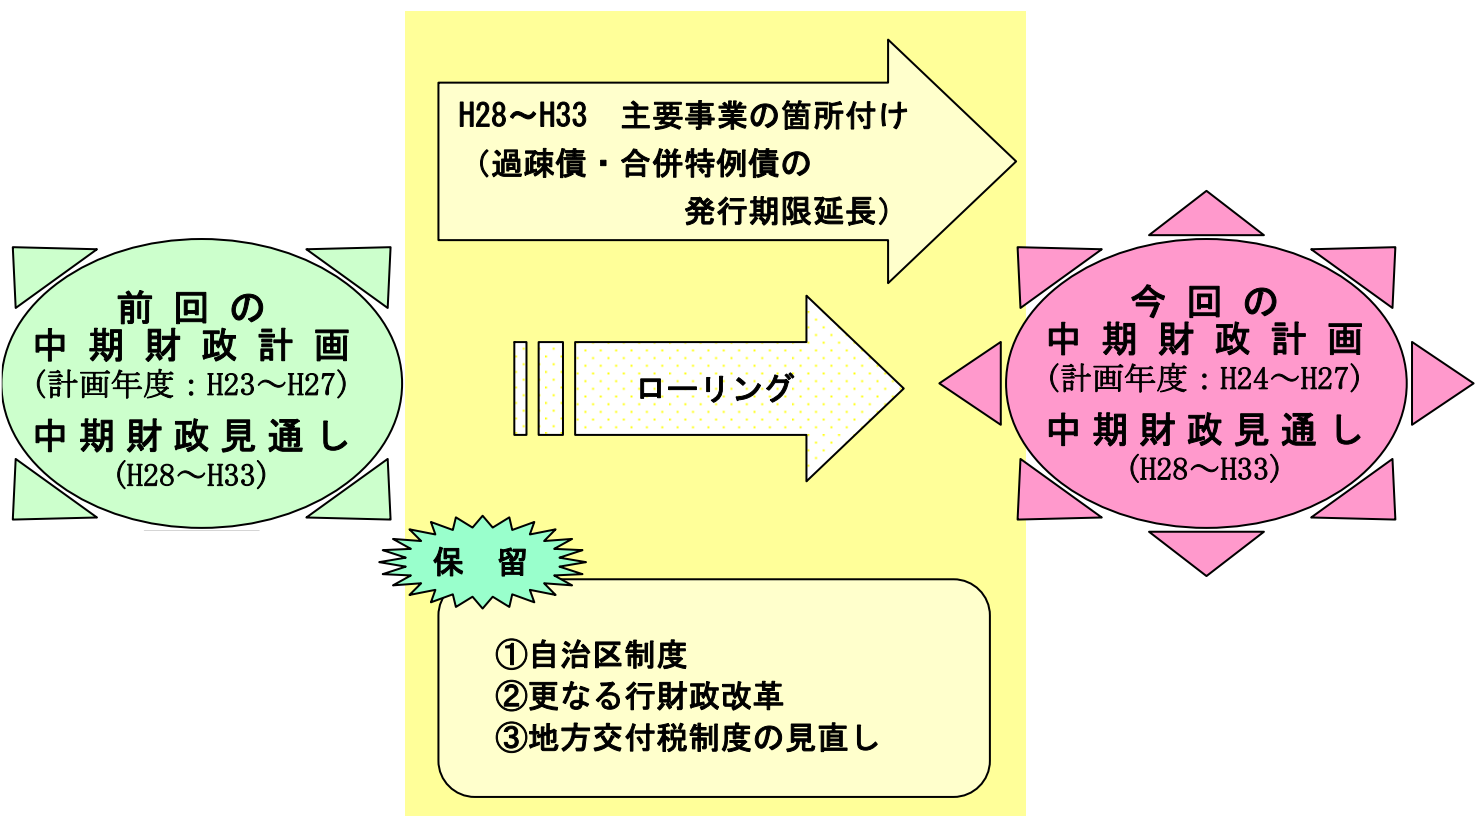 前回の
中期財政計画
(計画年度：H23～H27)
中期財政見通し
(H28～H33)
H28～H33　主要事業の箇所付け
（過疎債・合併特例債の
発行期限延長）
ローリング
保　留
①自治区制度
②更なる行財政改革
③地方交付税制度の見直し
今回の
中期財政計画
(計画年度：H24～H27)
中期財政見通し
(H28～H33)